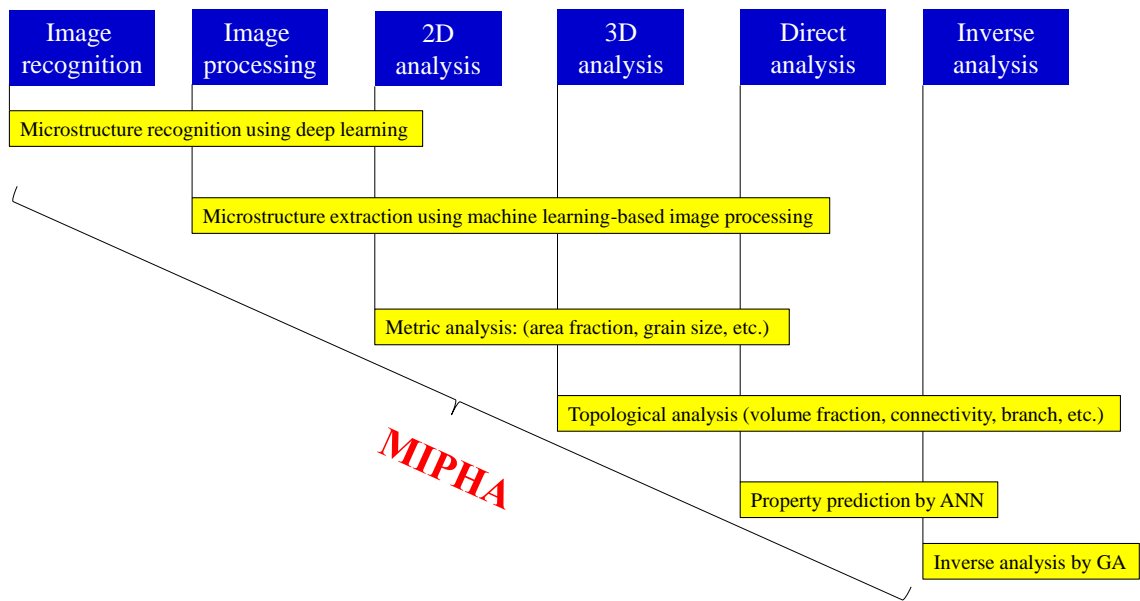 Image
recognition
Image
processing
2D
analysis
3D
analysis
Direct
analysis
Inverse
analysis
Microstructure recognition using deep learning
Microstructure extraction using machine learning-based image processing
Metric analysis: (area fraction, grain size, etc.)
Topological analysis (volume fraction, connectivity, branch, etc.)
MIPHA
Property prediction by ANN
Inverse analysis by GA